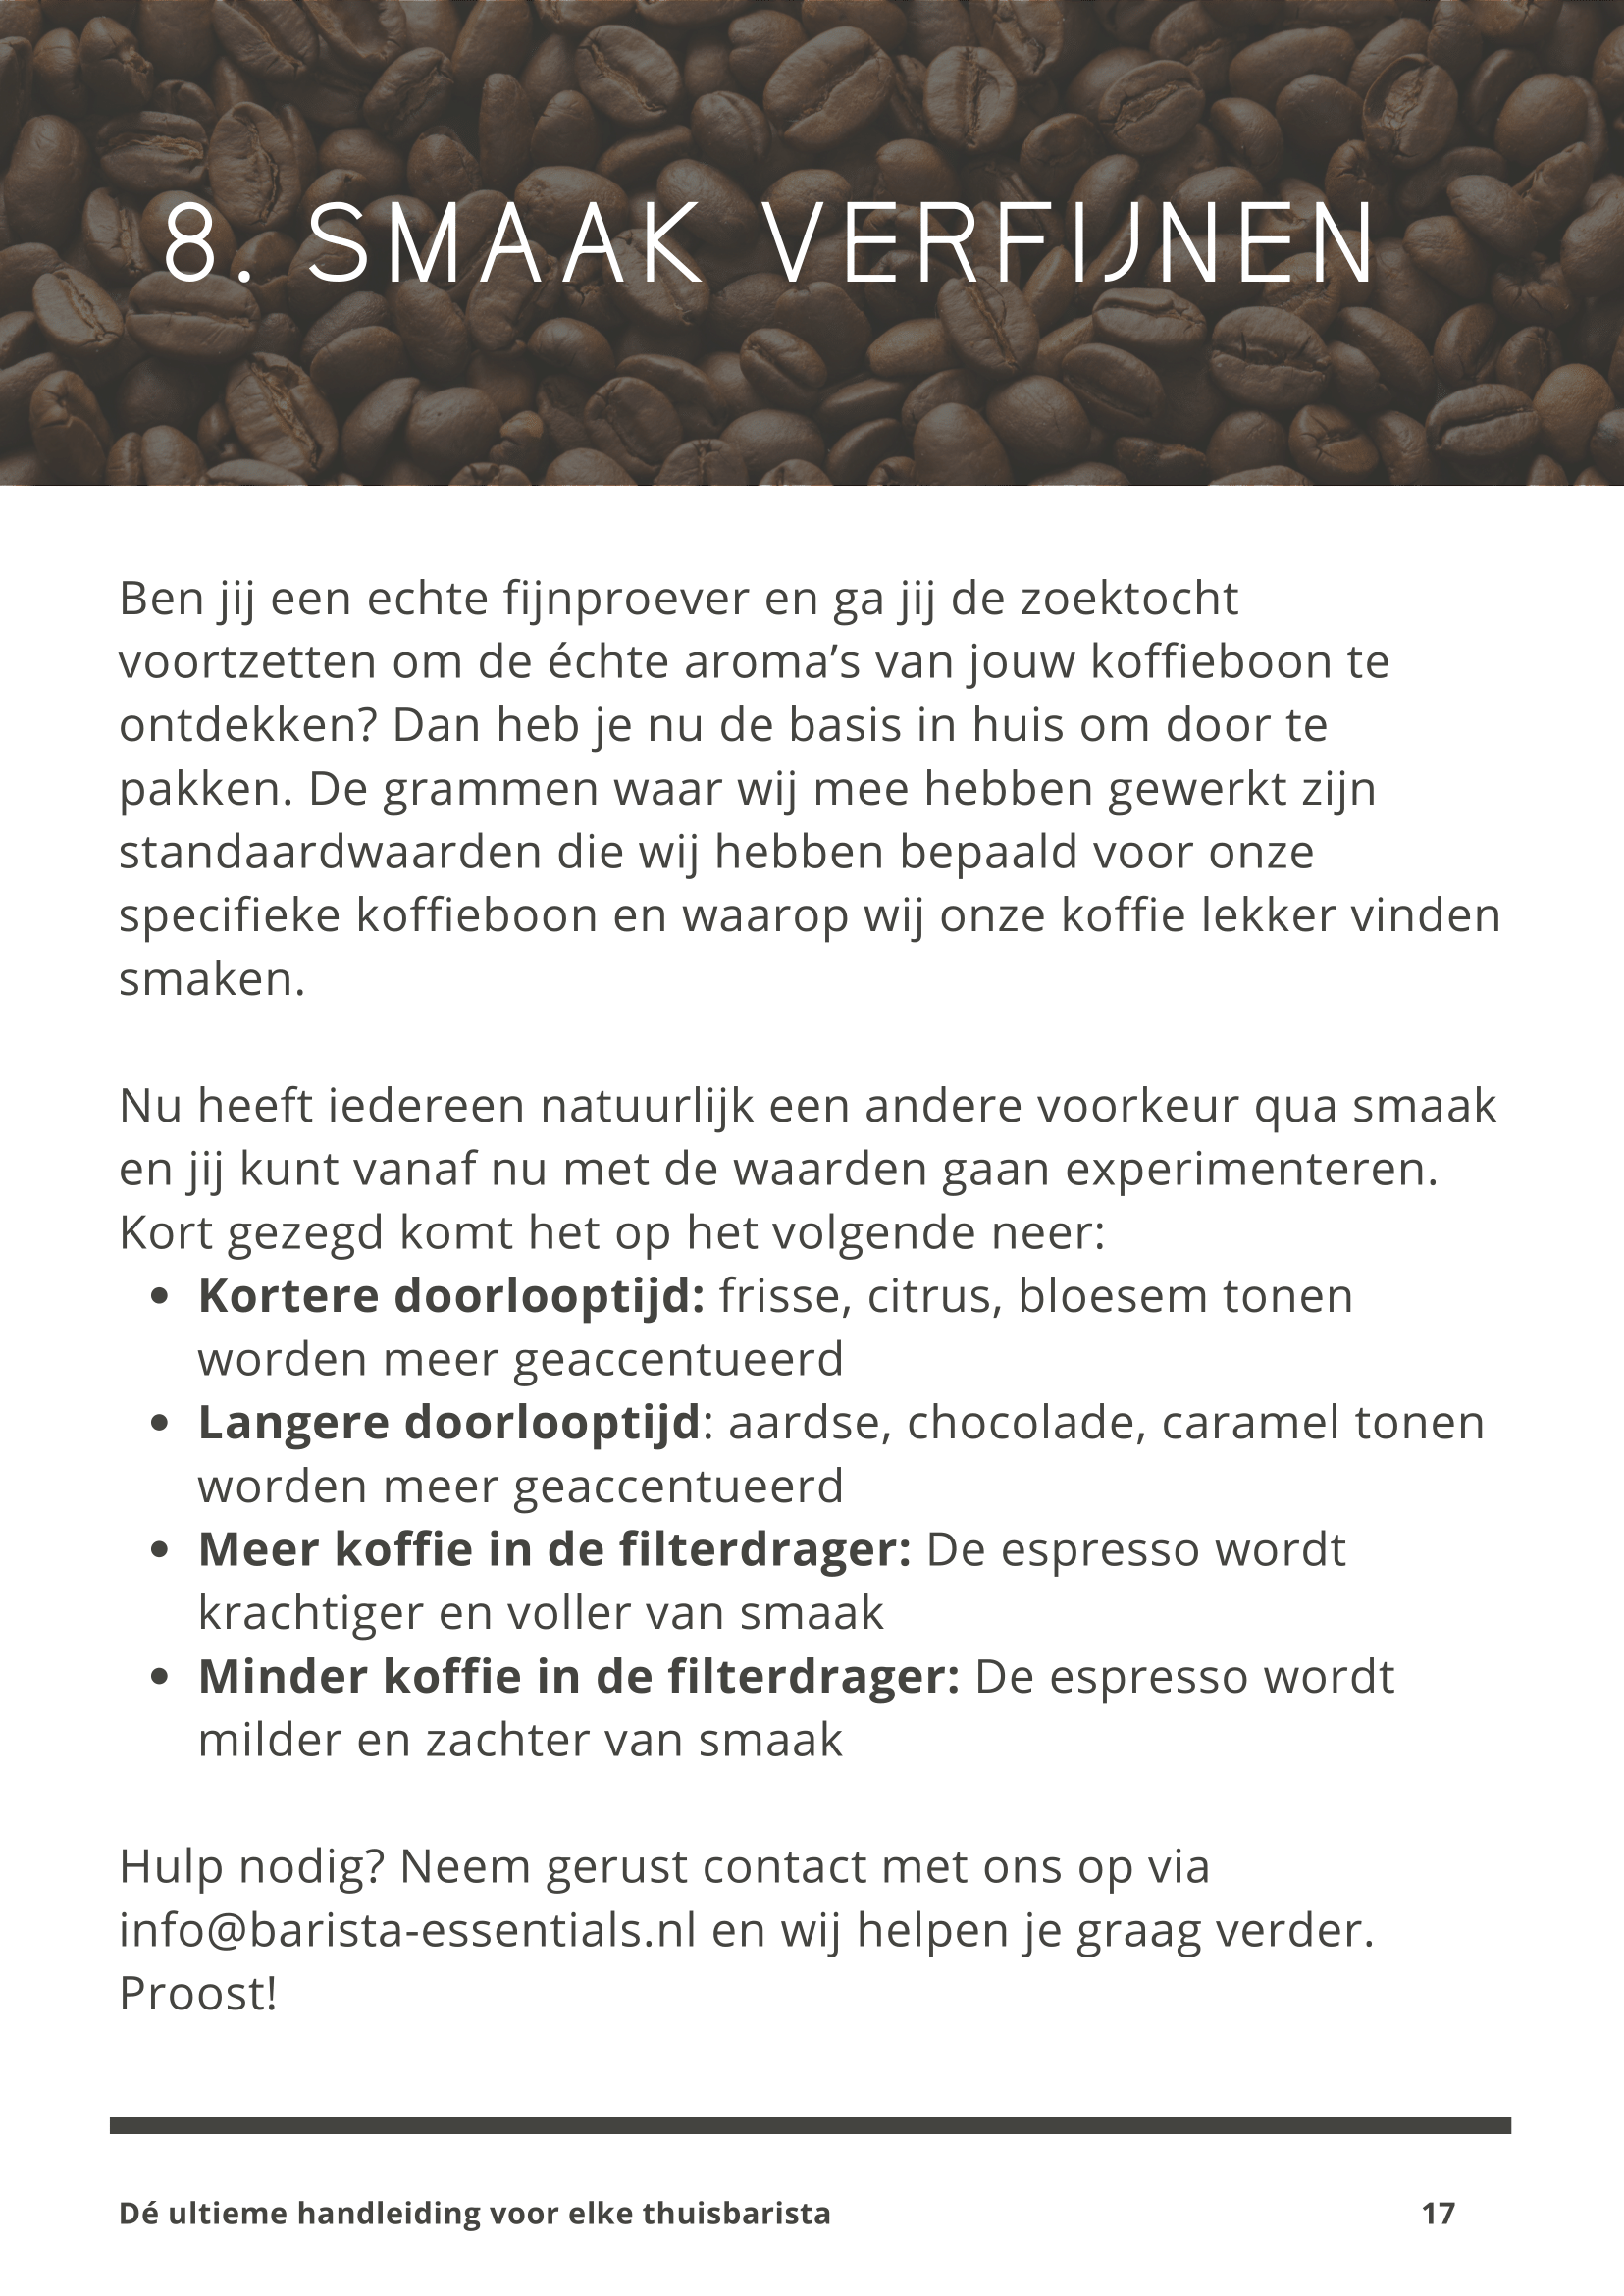 8. SMAAK VERFIJNEN
Ben jij een echte fijnproever en ga jij de zoektocht
voortzetten om de échte aroma’s van jouw koffieboon te
ontdekken? Dan heb je nu de basis in huis om door te
pakken. De grammen waar wij mee hebben gewerkt zijn
standaardwaarden die wij hebben bepaald voor onze
specifieke koffieboon en waarop wij onze koffie lekker vinden
smaken.
Nu heeft iedereen natuurlijk een andere voorkeur qua smaak
en jij kunt vanaf nu met de waarden gaan experimenteren.
Kort gezegd komt het op het volgende neer:
• Kortere doorlooptijd: frisse, citrus, bloesem tonen
worden meer geaccentueerd
• Langere doorlooptijd: aardse, chocolade, caramel tonen
worden meer geaccentueerd
• Meer koffie in de filterdrager: De espresso wordt
krachtiger en voller van smaak
• Minder koffie in de filterdrager: De espresso wordt
milder en zachter van smaak
Hulp nodig? Neem gerust contact met ons op via
info@barista-essentials.nl en wij helpen je graag verder.
Proost!
Dé ultieme handleiding voor elke thuisbarista
17